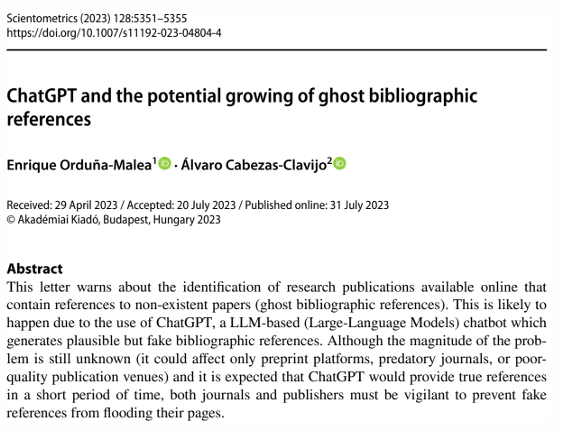 Scientometrics (2023) 128:5351–5355
https://doi.org/10.1007/s11192-023-04804-4
ChatGPT and the potential growing of ghost bibliographic
references
Enrique Orduña-Malea1 iD · Álvaro Cabezas-Clavijo2 iD
Received: 29 April 2023 / Accepted: 20 July 2023 / Published online: 31 July 2023
© Akadémiai Kiadó, Budapest, Hungary 2023
Abstract
This letter warns about the identification of research publications available online that
contain references to non-existent papers (ghost bibliographic references). This is likely to
happen due to the use of ChatGPT, a LLM-based (Large-Language Models) chatbot which
generates plausible but fake bibliographic references. Although the magnitude of the prob-
lem is still unknown (it could affect only preprint platforms, predatory journals, or poor-
quality publication venues) and it is expected that ChatGPT would provide true references
in a short period of time, both journals and publishers must be vigilant to prevent fake
references from flooding their pages.